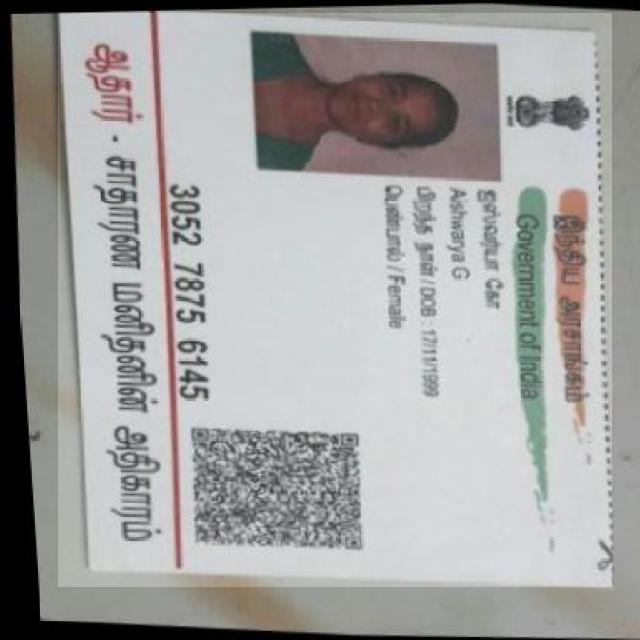 இந்திய அரசாங்கம்
Government of India
ஐஸ்வர்யா கோ
Aishwarya G
பிறந்த நாள் / DOB : 17/11/1999
பெண்பால் / Female
3052 7875 6145
ஆதார் - சாதாரண மனிதனின் அதிகாரம்